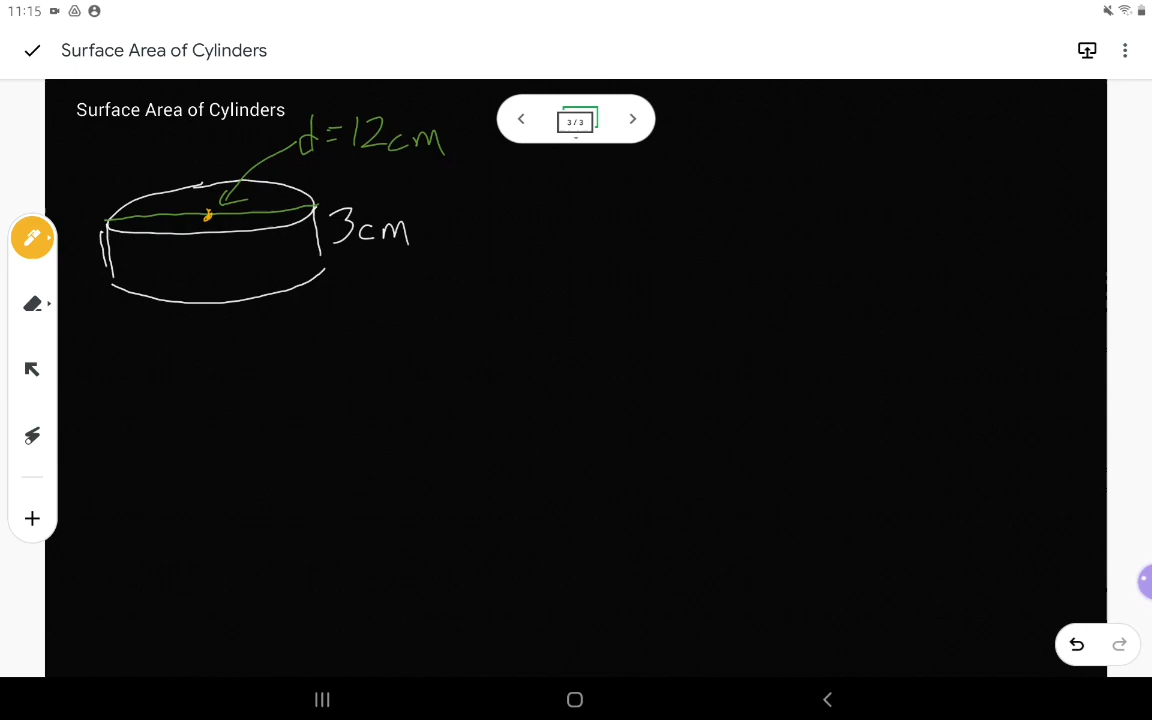 11:15
Surface Area of Cylinders
Surface Area of Cylinders
3 / 3
d=12cm
3cm